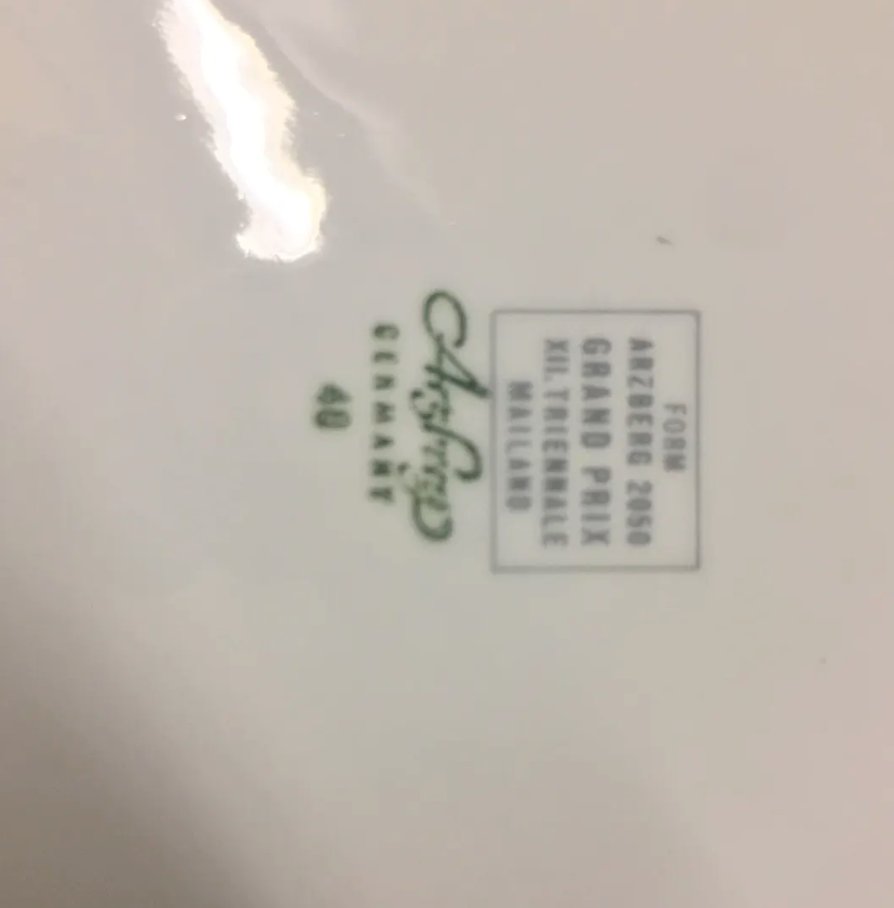 FORM
ARZBERG 2050
GRAND PRIX
XII. TRIENNALE
MAILAND
Arzberg
GERMANY
40